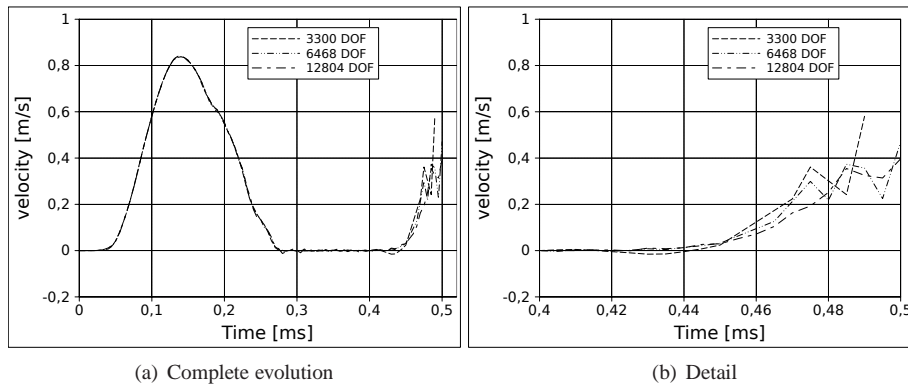 1
0,8
0,6
0,4
0,2
0
-0,2
velocity [m/s]
3300 DOF
6468 DOF
12804 DOF
0 0,1 0,2 0,3 0,4 0,5
Time [ms]
(a) Complete evolution
1
0,8
0,6
0,4
0,2
0
-0,2
velocity [m/s]
3300 DOF
6468 DOF
12804 DOF
0,4 0,42 0,44 0,46 0,48 0,5
Time [ms]
(b) Detail